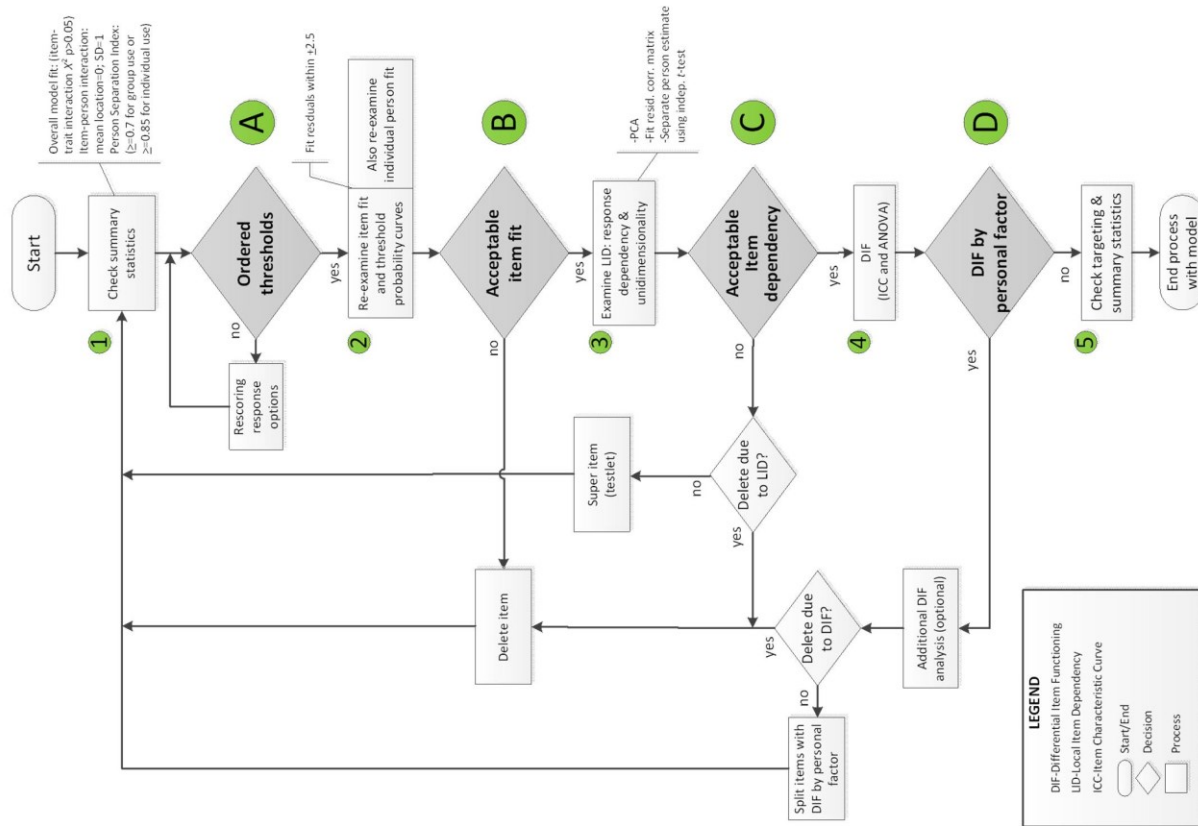 Start
Overall model fit: (item-
trait interaction X² p>0.05)
Item-person interaction:
mean location=0; SD=1
Person Separation Index:
(≥=0.7 for group use or
≥=0.85 for individual use)
1
Check summary
statistics
A
Ordered
thresholds
no
Rescoring
response
options
yes
Fit resduals within ±2.5
2
Re-examine item fit
and threshold
probability curves
Also re-examine
individual person fit
B
Acceptable
item fit
no
yes
-PCA
-Fit resid. corr. matrix
-Separate person estimate
using indep. t-test
3
Examine LID: response
dependency &
unidimensionality
C
Acceptable
Item
dependency
no
Delete due
to LID?
no
Super item
(testlet)
yes
Delete item
yes
4
DIF
(ICC and ANOVA)
D
DIF by
personal factor
yes
Additional DIF
analysis (optional)
Delete due
to DIF?
yes
no
Split items with
DIF by personal
factor
no
5
Check targeting &
summary statistics
End process
with model
LEGEND
DIF-Differential Item Functioning
LID-Local Item Dependency
ICC-Item Characteristic Curve
Start/End
Decision
Process